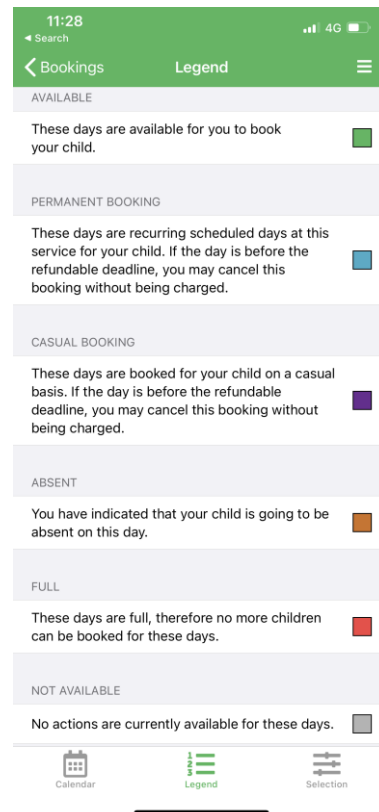 11:28
4G
◀ Search
Bookings
Legend
AVAILABLE
These days are available for you to book
your child.
PERMANENT BOOKING
These days are recurring scheduled days at this
service for your child. If the day is before the
refundable deadline, you may cancel this
booking without being charged.
CASUAL BOOKING
These days are booked for your child on a casual
basis. If the day is before the refundable
deadline, you may cancel this booking without
being charged.
ABSENT
You have indicated that your child is going to be
absent on this day.
FULL
These days are full, therefore no more children
can be booked for these days.
NOT AVAILABLE
No actions are currently available for these days.
1
2
3
Calendar
Legend
Selection